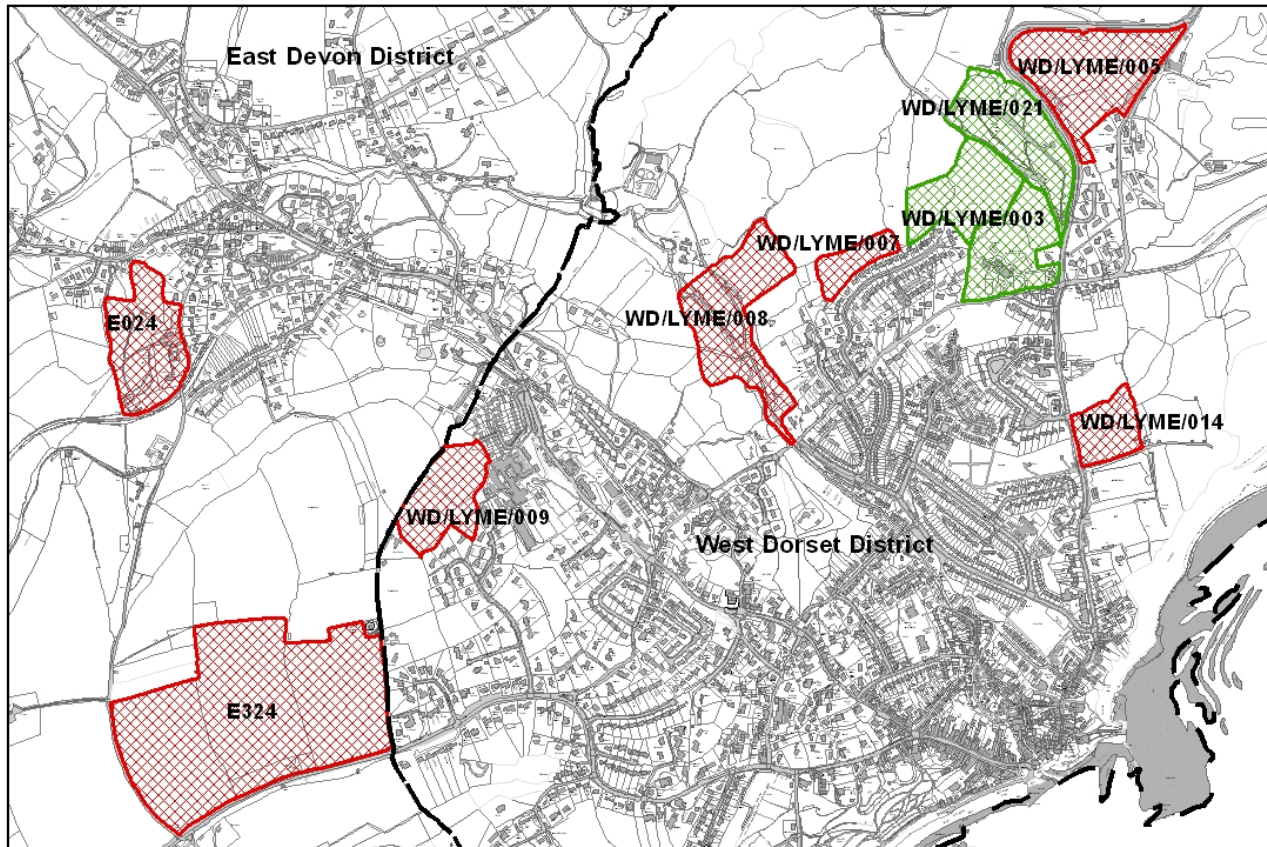 East Devon District
WD/LYME/005
WD/LYME/021
WD/LYME/003
WD/LYME/007
E024
WD/LYME/008
WD/LYME/014
WD/LYME/009
West Dorset District
E324